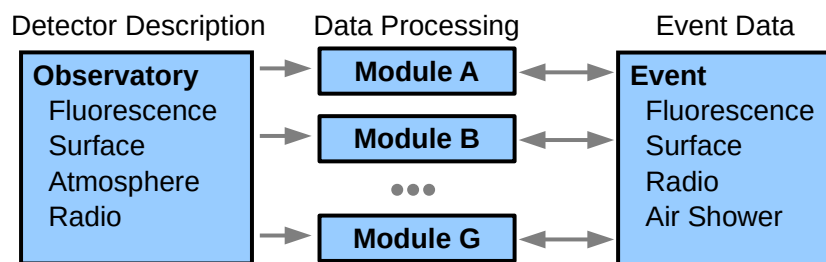 Detector Description
Data Processing
Event Data
Observatory
Fluorescence
Surface
Atmosphere
Radio
Module A
Module B
Module G
Event
Fluorescence
Surface
Radio
Air Shower